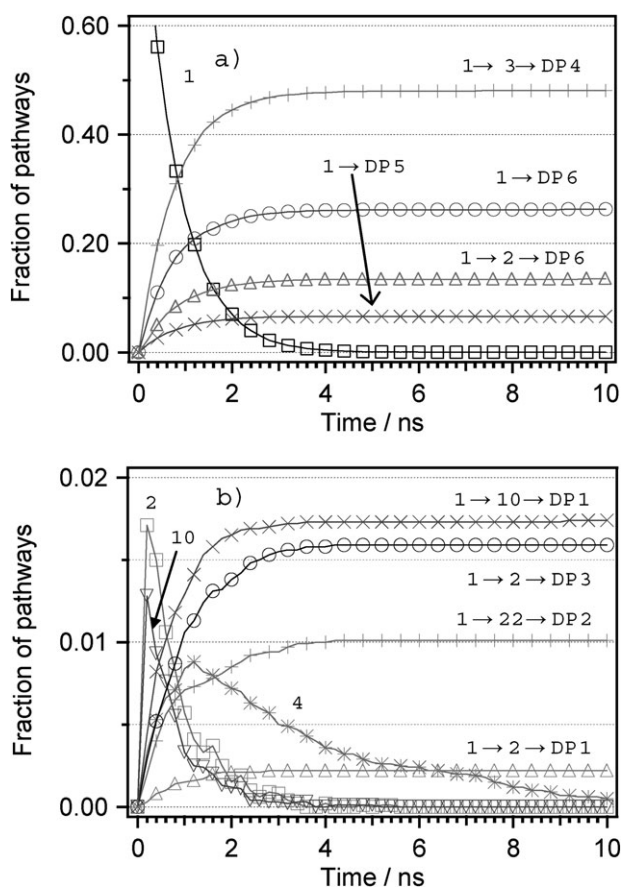 0.60
0.40
0.20
0.00
Fraction of pathways
1
a)
1→ 3→DP4
1→DP5
1→DP6
1→2→DP6
0 2 4 6 8 10
Time / ns
0.02
0.01
0.00
Fraction of pathways
2
10
b)
1→10→DP1
1→2→DP3
1→22→DP2
4
1→2→DP1
0 2 4 6 8 10
Time / ns